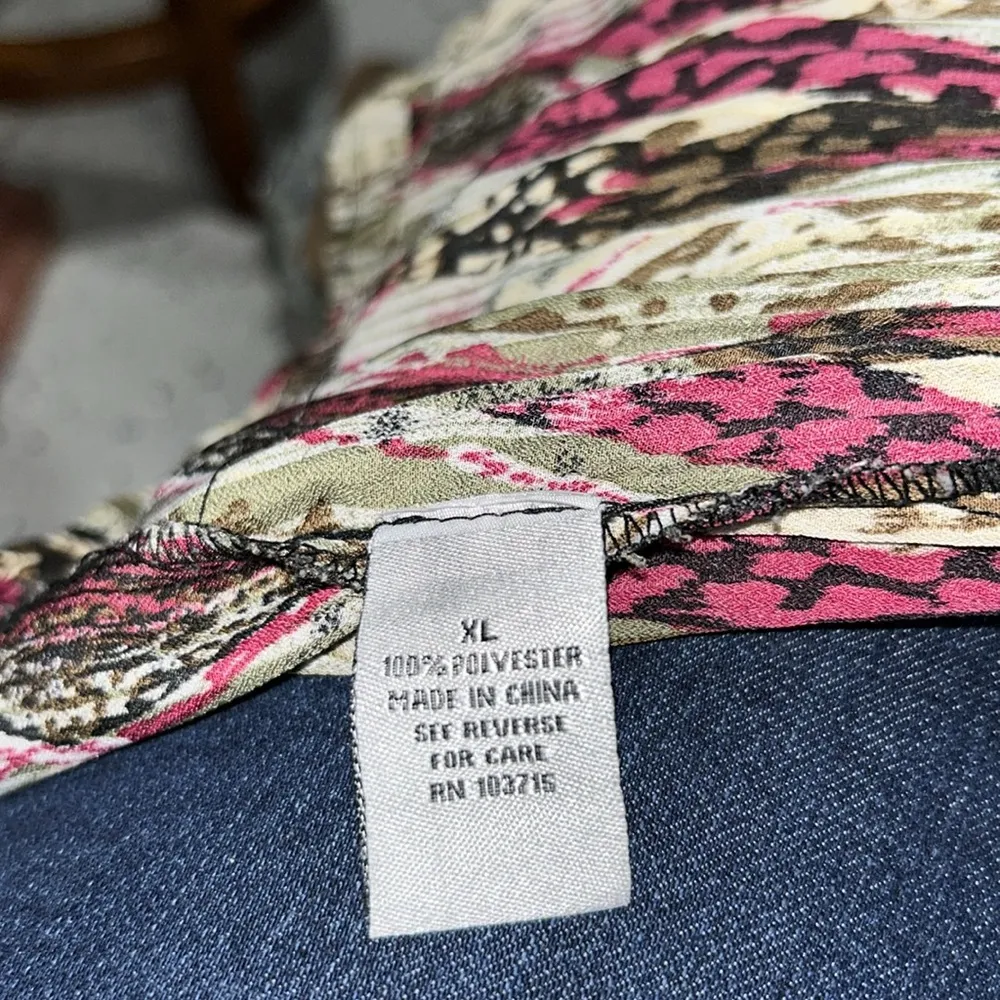 XL
100% POLYESTER
MADE IN CHINA
SEE REVERSE
FOR CARE
RN 103715